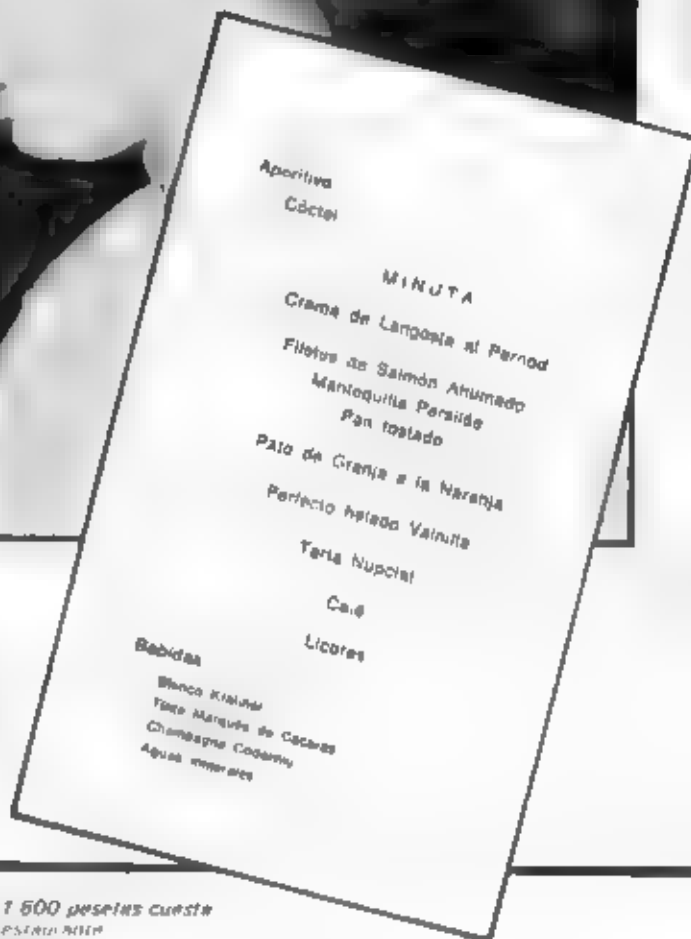 Aperitivo
Cóctel
MINUTA
Crema de Langosta al Pernod
Filetes de Salmón Ahumado
Mantequilla Persille
Pan tostado
Pato de Granja a la Naranja
Perfecto helado Vainilla
Tarta Nupcial
Café
Licores
Bebidas
Blanco
Tinto Marqués de Cáceres
Champagne Codorniu
Aguas minerales
1.600 pesetas cuesta